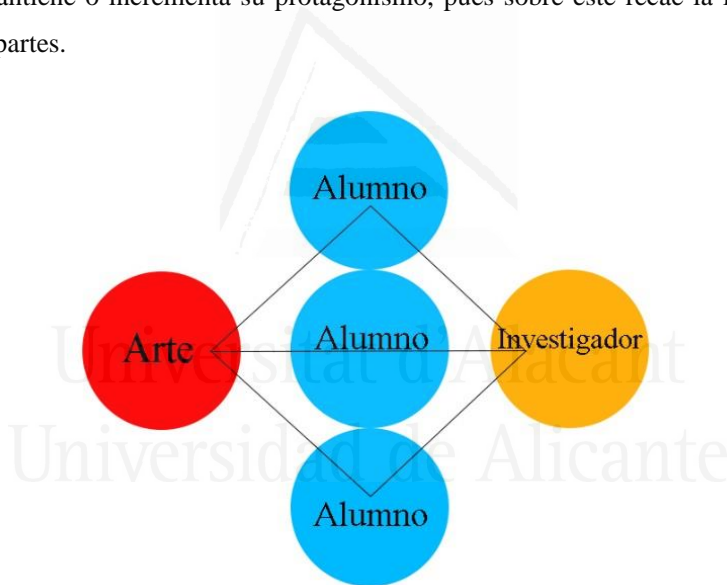 mantiene o incrementa su protagonismo, pues sobre este recae la
partes.
Alumno
Arte
Alumno
Investigador
Universitat d'Alacant
Universidad de Alicante
Alumno